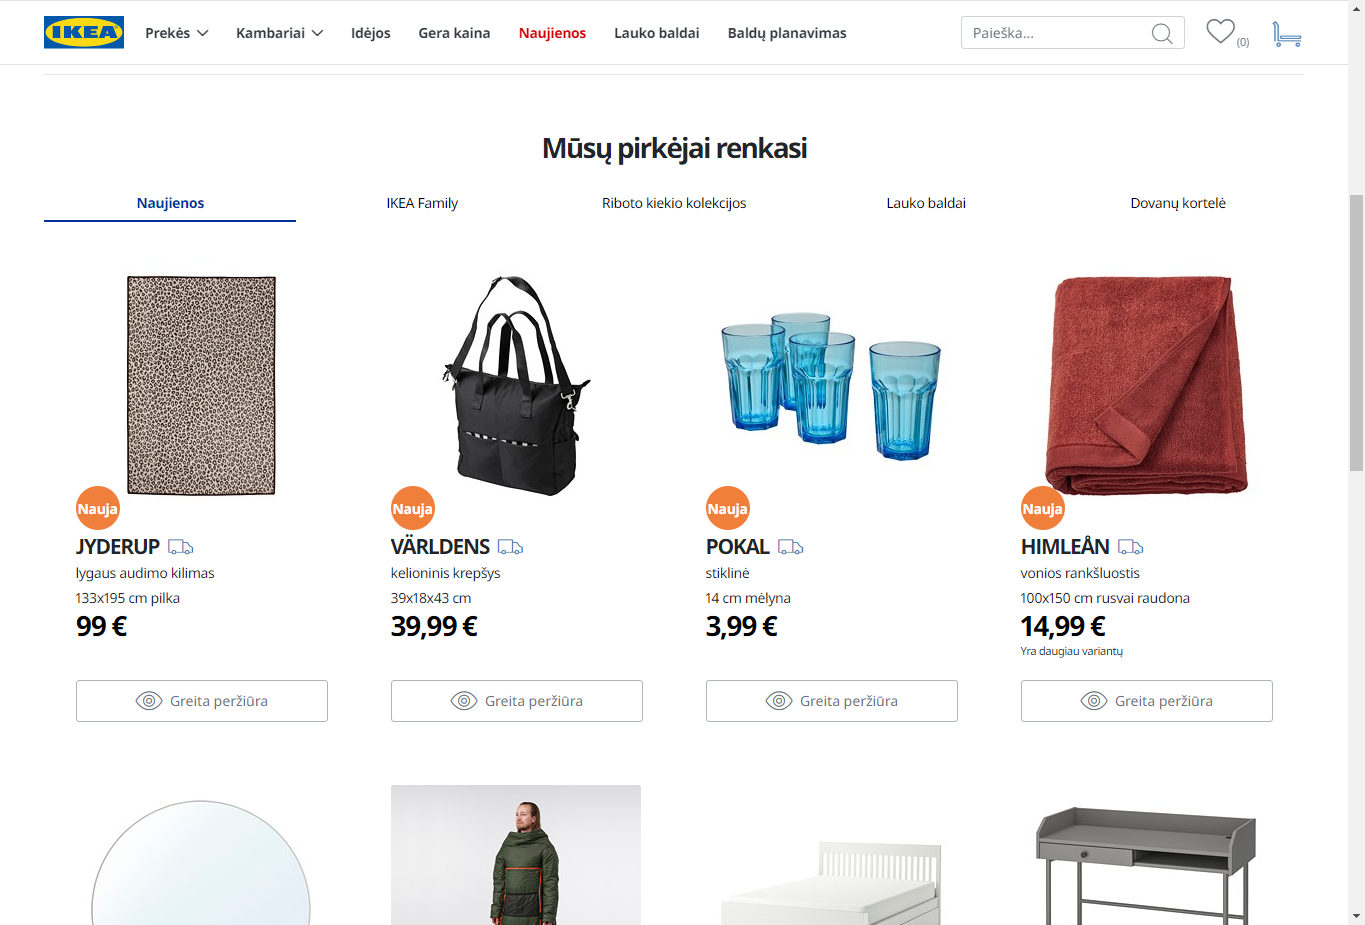 IKEA
Prekės
Kambariai
Idėjos
Gera kaina
Naujienos
Lauko baldai
Baldų planavimas
Paieška...
(0)
Mūsų pirkėjai renkasi
Naujienos
IKEA Family
Riboto kiekio kolekcijos
Lauko baldai
Dovanų kortelė
Nauja
JYDERUP
lygaus audimo kilimas
133x195 cm pilka
99 €
Greita peržiūra
Nauja
VÄRLDENS
kelioninis krepšys
39x18x43 cm
39,99 €
Greita peržiūra
Nauja
POKAL
stiklinė
14 cm mėlyna
3,99 €
Greita peržiūra
Nauja
HIMLEÅN
vonios rankšluostis
100x150 cm rusvai raudona
14,99 €
Yra daugiau variantų
Greita peržiūra